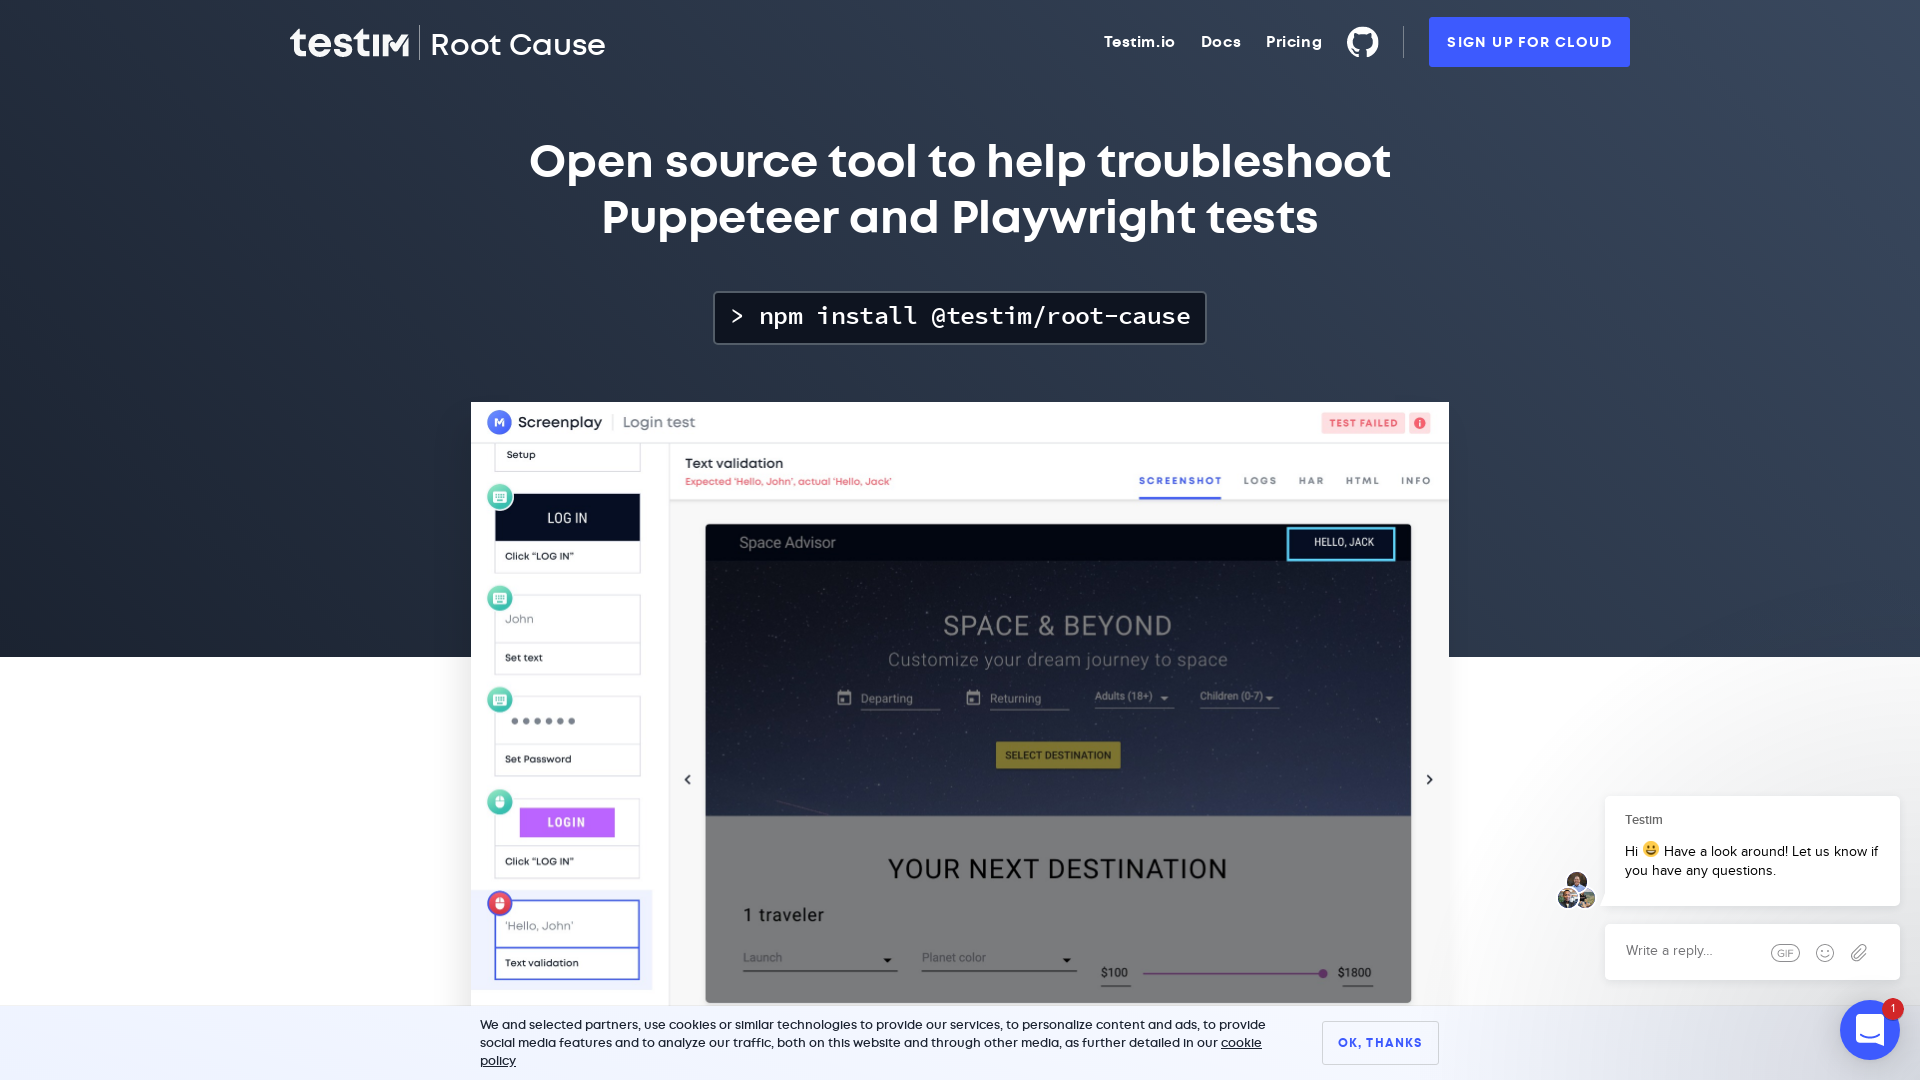 testim Root Cause
Testim.io Docs Pricing SIGN UP FOR CLOUD
Open source tool to help troubleshoot
Puppeteer and Playwright tests
> npm install @testim/root-cause
M Screenplay Login test TEST FAILED
Setup
Text validation
Expected 'Hello, John', actual 'Hello, Jack'
SCREENSHOT LOGS HAR HTML INFO
LOG IN
Click "LOG IN"
John
Set text
Set Password
LOGIN
Click "LOG IN"
'Hello, John'
Text validation
Space Advisor HELLO, JACK
SPACE & BEYOND
Customize your dream journey to space
Departing Returning Adults (18+) Children (0-7)
SELECT DESTINATION
YOUR NEXT DESTINATION
1 traveler
Launch Planet color $100 $1800
Testim
Hi 😀 Have a look around! Let us know if
you have any questions.
Write a reply...
GIF
1
We and selected partners, use cookies or similar technologies to provide our services, to personalize content and ads, to provide
social media features and to analyze our traffic, both on this website and through other media, as further detailed in our cookie
policy
OK, THANKS